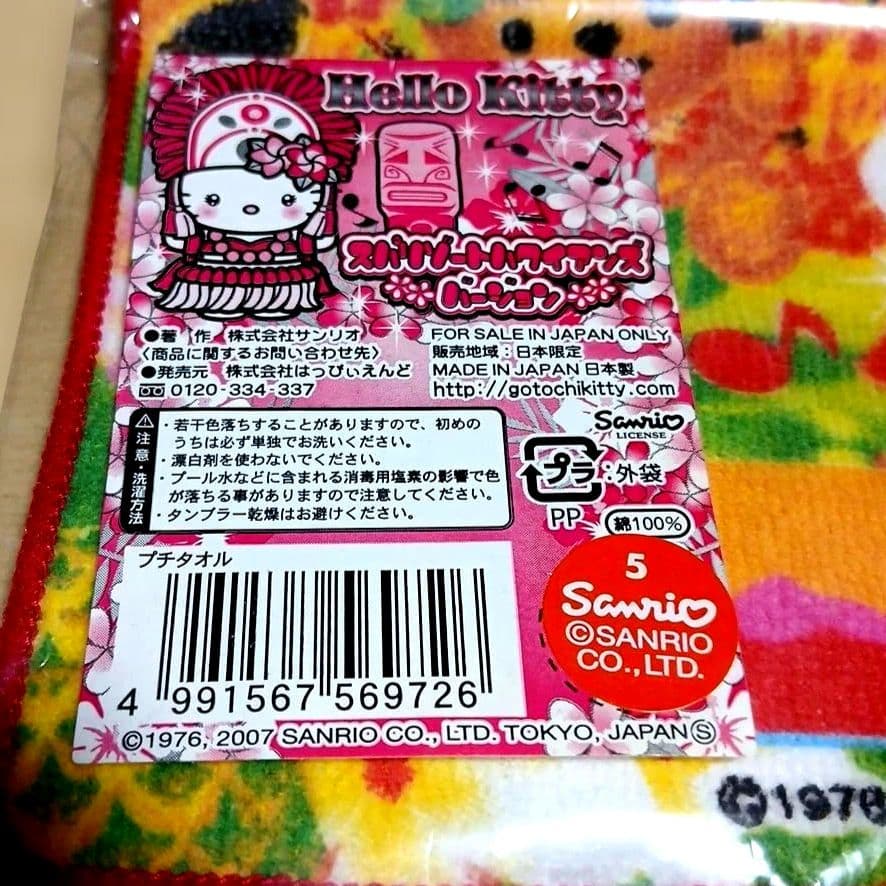 Hello Kitty
スパリゾートハワイアンズ
バージョン
●著 作 株式会社サンリオ
〈商品に関するお問い合わせ先〉
●発売元 株式会社はっぴぃえんど
0120-334-337
FOR SALE IN JAPAN ONLY
販売地域:日本限定
MADE IN JAPAN 日本製
http://gotochikitty.com
注意・洗濯方法
・若干色落ちすることがありますので、初めの
うちは必ず単独でお洗いください。
・漂白剤を使わないでください。
・プール水などに含まれる消毒用塩素の影響で色
が落ちる事がありますので注意してください。
・タンブラー乾燥はお避けください。
Sanrio
LICENSE
プラ:外袋
PP
綿100%
プチタオル
4 991567 569726
5
Sanrio
©SANRIO
CO.,LTD.
©1976, 2007 SANRIO CO., LTD. TOKYO, JAPAN Ⓢ
©1976